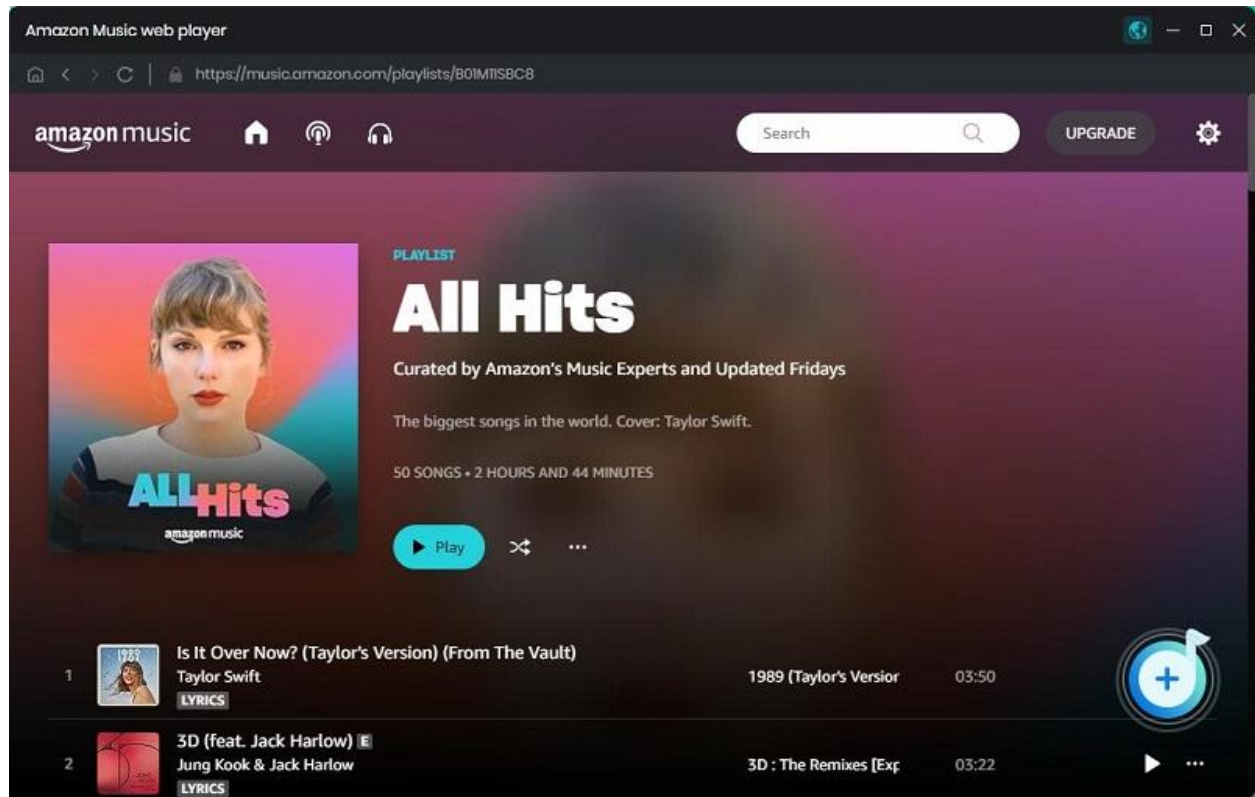 Amazon Music web player
https://music.amazon.com/playlists/B01M11SBC8
amazon music
Search
UPGRADE
PLAYLIST
All Hits
Curated by Amazon's Music Experts and Updated Fridays
The biggest songs in the world. Cover: Taylor Swift.
50 SONGS • 2 HOURS AND 44 MINUTES
Play
ALL Hits
amazon music
1
1989
Is It Over Now? (Taylor's Version) (From The Vault)
Taylor Swift
LYRICS
1989 (Taylor's Version
03:50
2
3D (feat. Jack Harlow) E
Jung Kook & Jack Harlow
LYRICS
3D : The Remixes [Exp
03:22